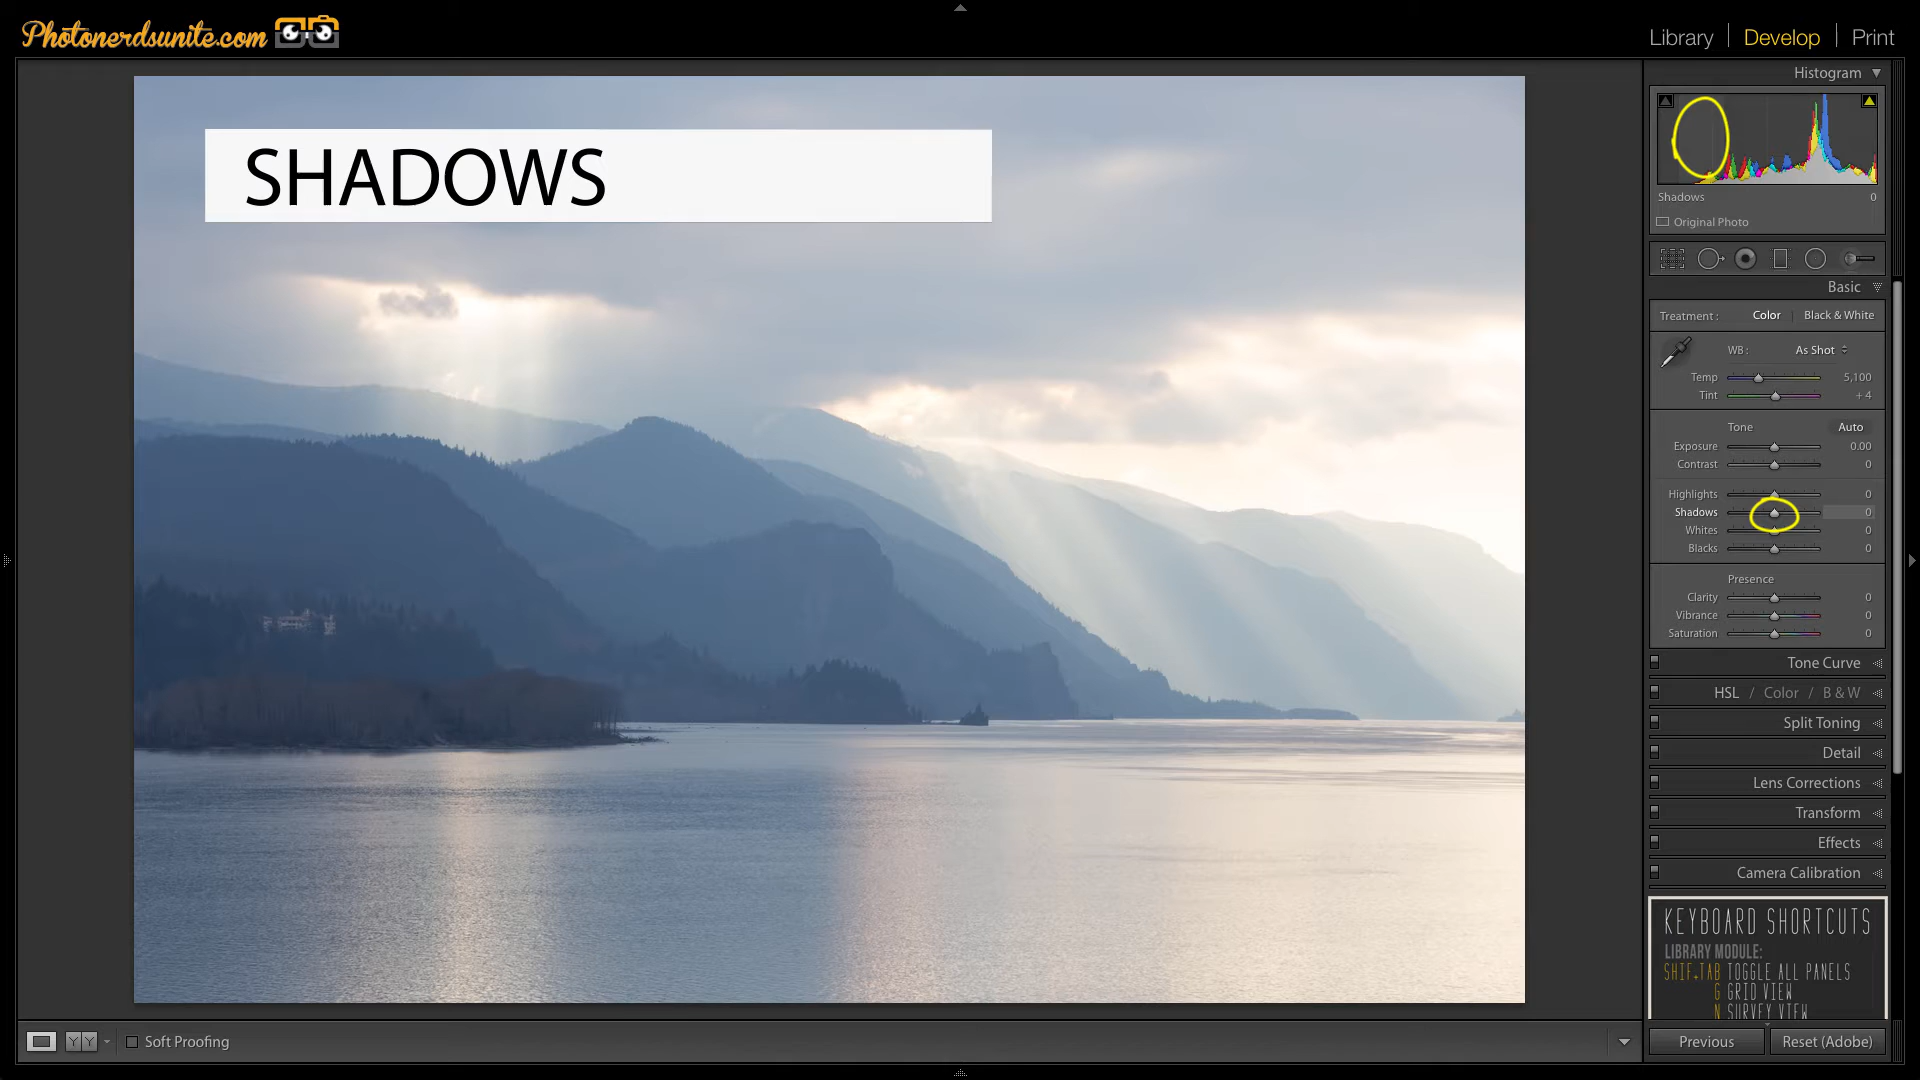 Photonerdsunite.com
Library | Develop | Print
Histogram
SHADOWS
Shadows 0
Original Photo
Basic
Treatment : Color Black & White
WB : As Shot
Temp 5,100
Tint + 4
Tone Auto
Exposure 0.00
Contrast 0
Highlights 0
Shadows 0
Whites 0
Blacks 0
Presence
Clarity 0
Vibrance 0
Saturation 0
Tone Curve
HSL / Color / B & W
Split Toning
Detail
Lens Corrections
Transform
Effects
Camera Calibration
KEYBOARD SHORTCUTS
LIBRARY MODULE:
SHIF+TAB TOGGLE ALL PANELS
G GRID VIEW
N SURVEY VIEW
Y Y Soft Proofing
Previous Reset (Adobe)